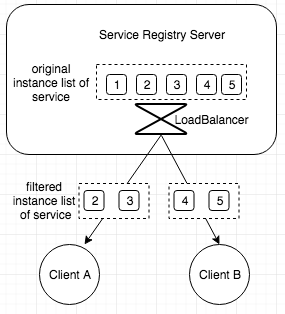 Service Registry Server
original
instance list of
service
1 2 3 4 5
LoadBalancer
filtered
instance list
of service
2 3 4 5
Client A Client B